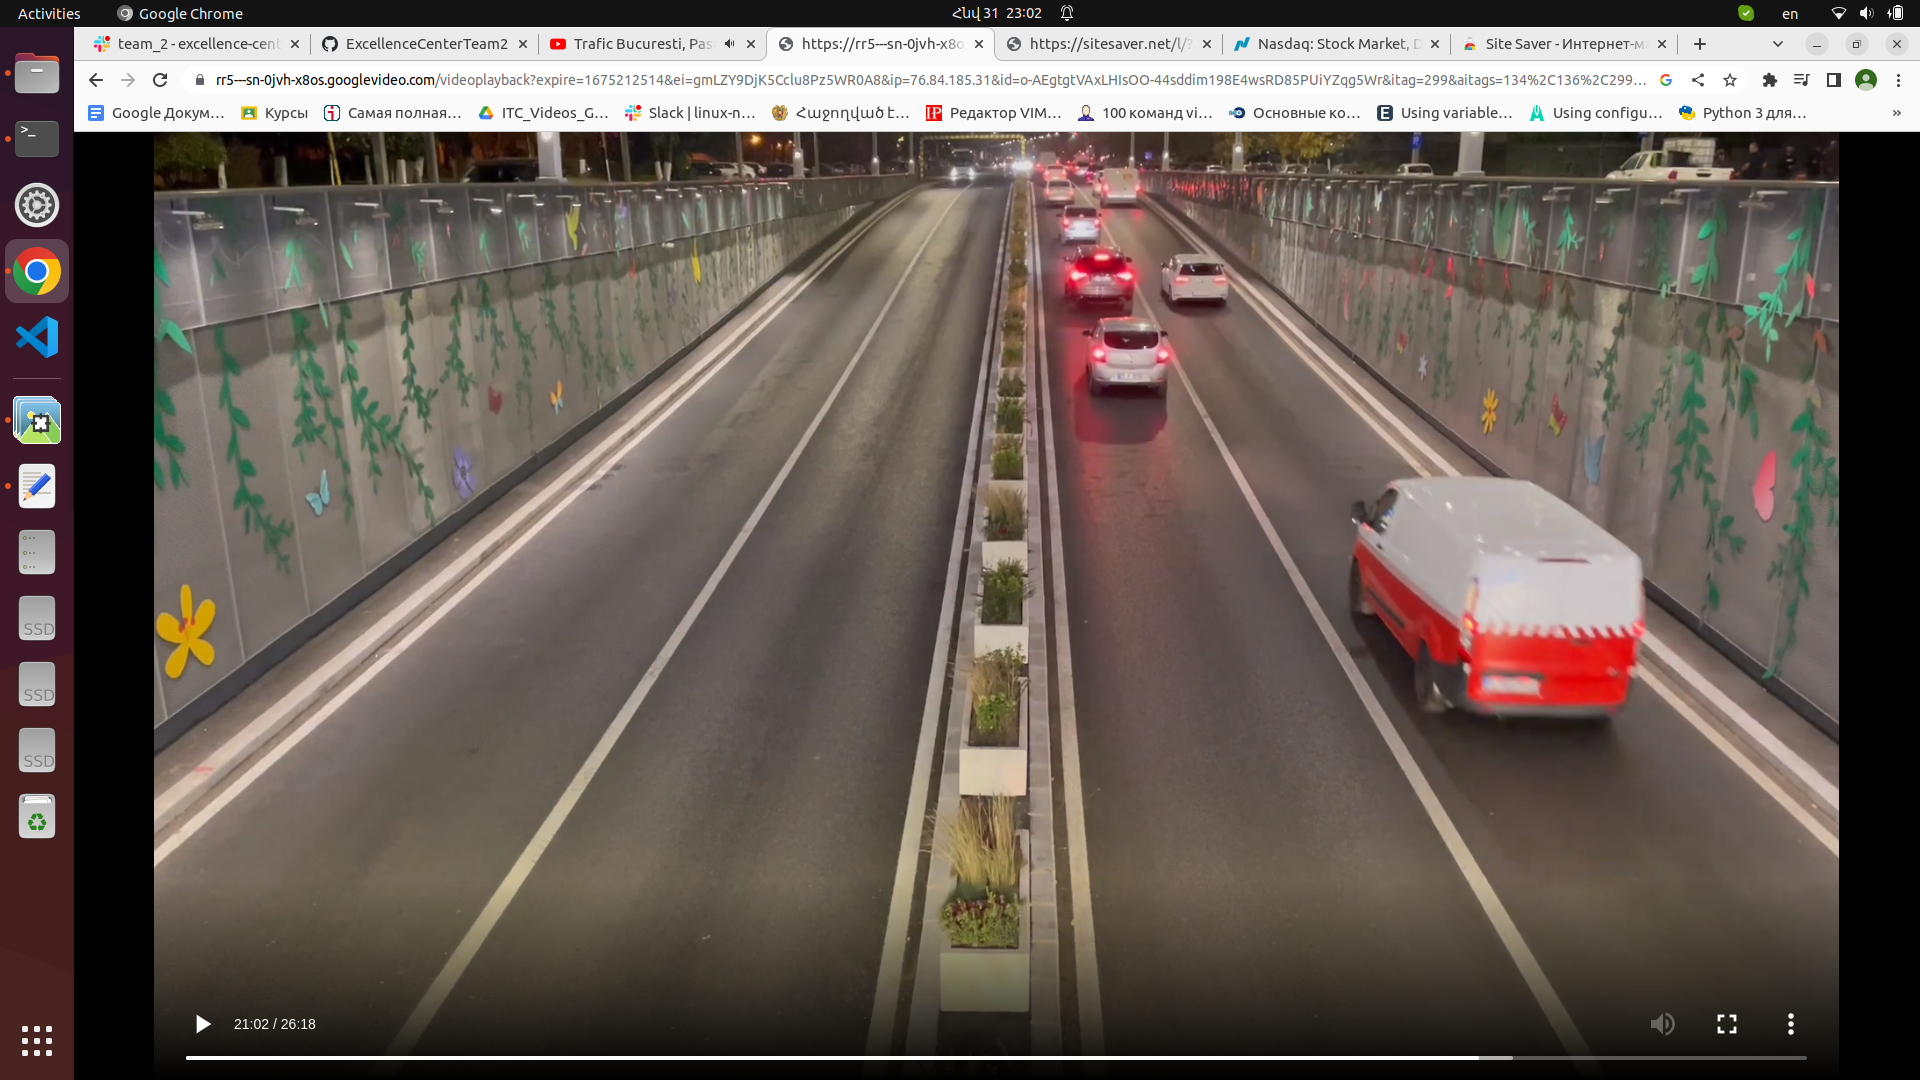 Activities
Google Chrome
Հնվ 31 23:02
en
team_2 - excellence-cent
ExcellenceCenterTeam2
Trafic Bucuresti, Pasa
https://rr5---sn-0jvh-x8o
https://sitesaver.net/l/?
Nasdaq: Stock Market, D
Site Saver - Интернет-ма
rr5---sn-0jvh-x8os.googlevideo.com/videoplayback?expire=1675212514&ei=gmLZY9DjK5Cclu8Pz5WR0A8&ip=76.84.185.31&id=o-AEgtgtVAxLHIsOO-44sddim198E4wsRD85PUiYZqg5Wr&itag=299&aitags=134%2C136%2C299...
Google Докум...
Курсы
Самая полная...
ITC_Videos_G...
Slack | linux-n...
Հաջողված է...
Редактор VIM...
100 команд vi...
Основные ко...
Using variable...
Using configu...
Python 3 для...
»
SSD
SSD
SSD
21:02 / 26:18